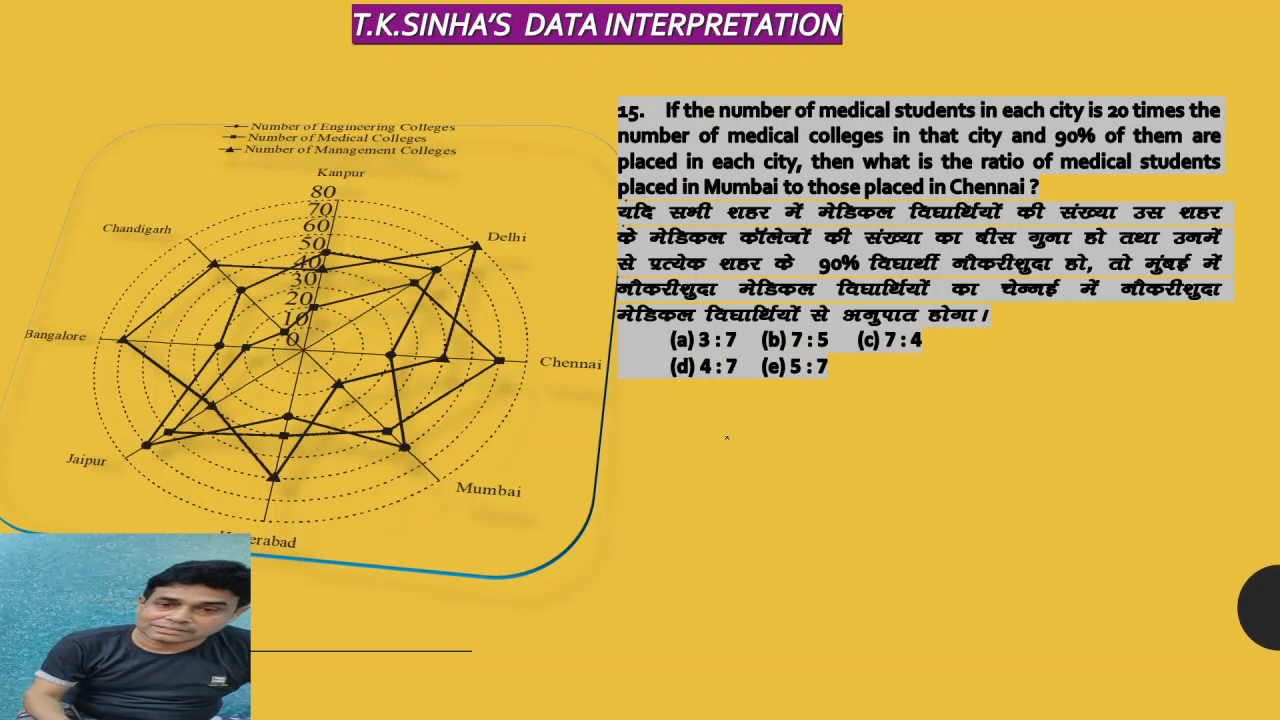 T.K.SINHA'S DATA INTERPRETATION
Number of Engineering Colleges
Number of Medical Colleges
Number of Management Colleges
Kanpur
80
70
60
50
40
30
20
10
0
Chandigarh
Delhi
Bangalore
Chennai
Jaipur
Mumbai
erabad
15. If the number of medical students in each city is 20 times the
number of medical colleges in that city and 90% of them are
placed in each city, then what is the ratio of medical students
placed in Mumbai to those placed in Chennai ?
यदि सभी शहर में मेडिकल विघार्थियों की संख्या उस शहर
के मेडिकल कॉलेजों की संख्या का बीस गुना हो तथा उनमें
से प्रत्येक शहर के 90% विघार्थी नौकरीशुदा हो, तो मुंबई में
नौकरीशुदा मेडिकल विघार्थियों का चेन्नई में नौकरीशुदा
मेडिकल विघार्थियों से अनुपात होगा।
(a) 3 : 7 (b) 7 : 5 (c) 7 : 4
(d) 4 : 7 (e) 5 : 7